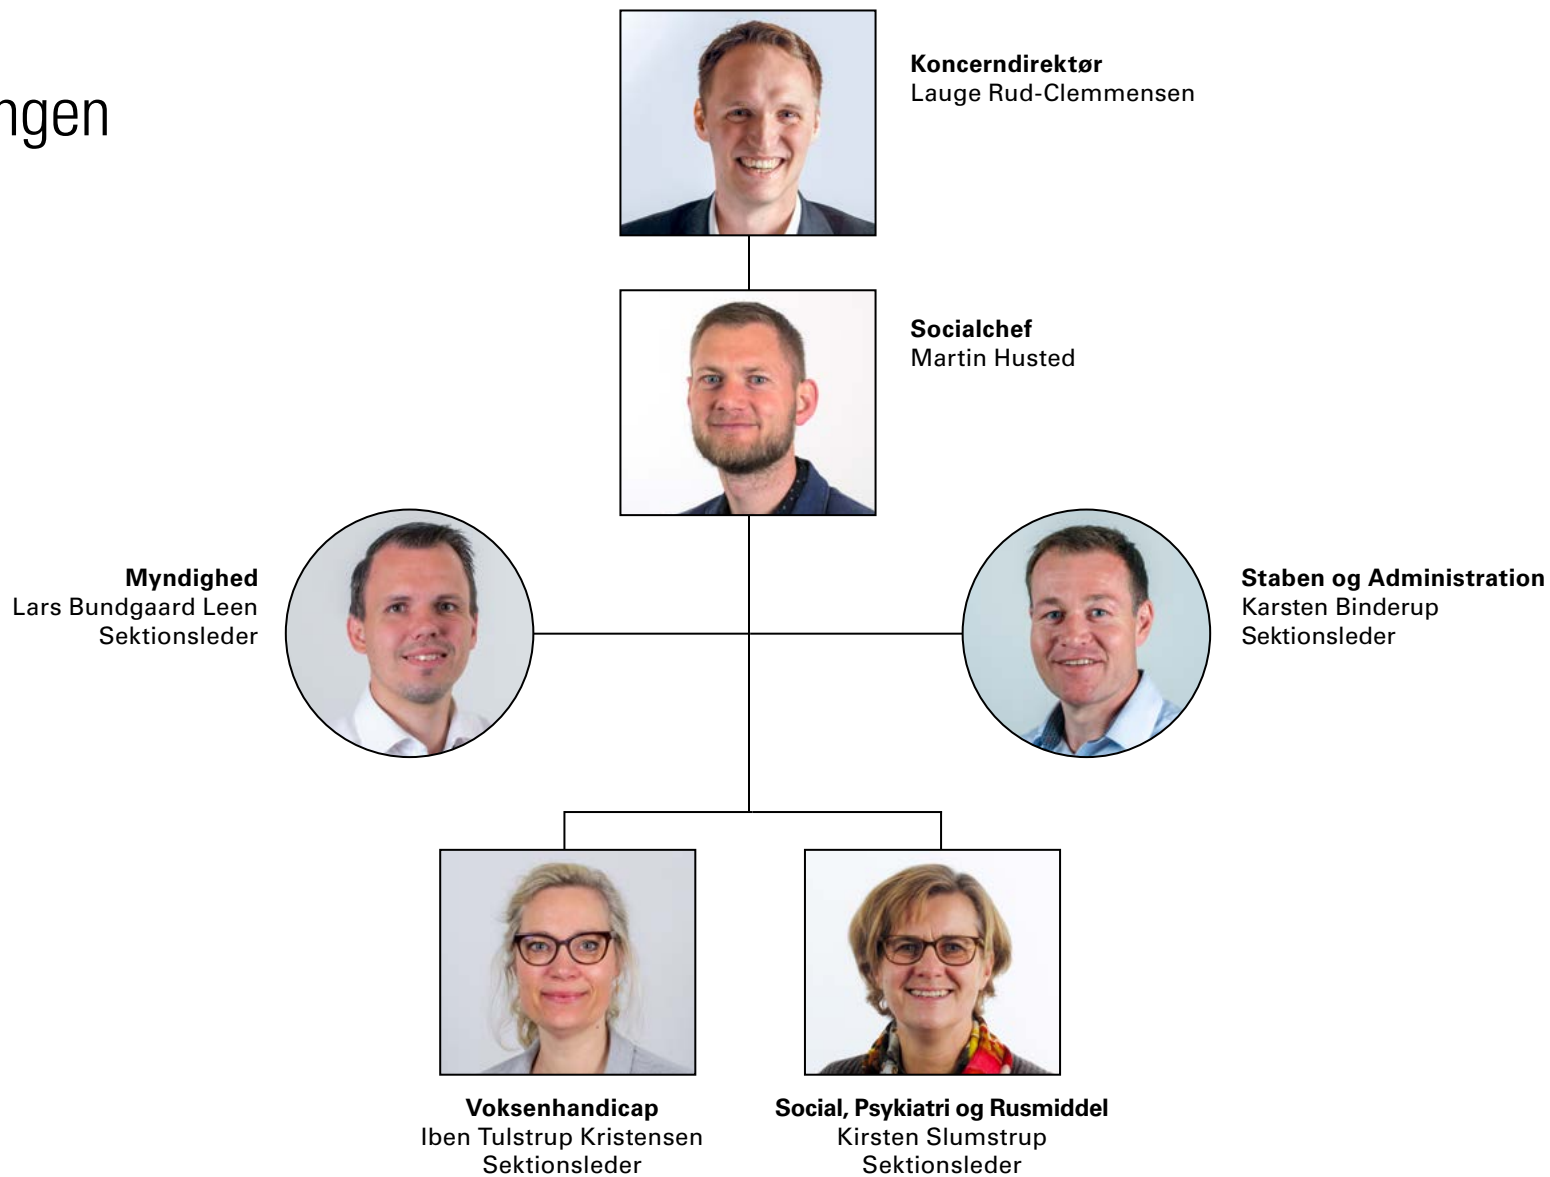 ngen
Koncerndirektør
Lauge Rud-Clemmensen
Socialchef
Martin Husted
Myndighed
Lars Bundgaard Leen
Sektionsleder
Staben og Administration
Karsten Binderup
Sektionsleder
Voksenhandicap
Iben Tulstrup Kristensen
Sektionsleder
Social, Psykiatri og Rusmiddel
Kirsten Slumstrup
Sektionsleder